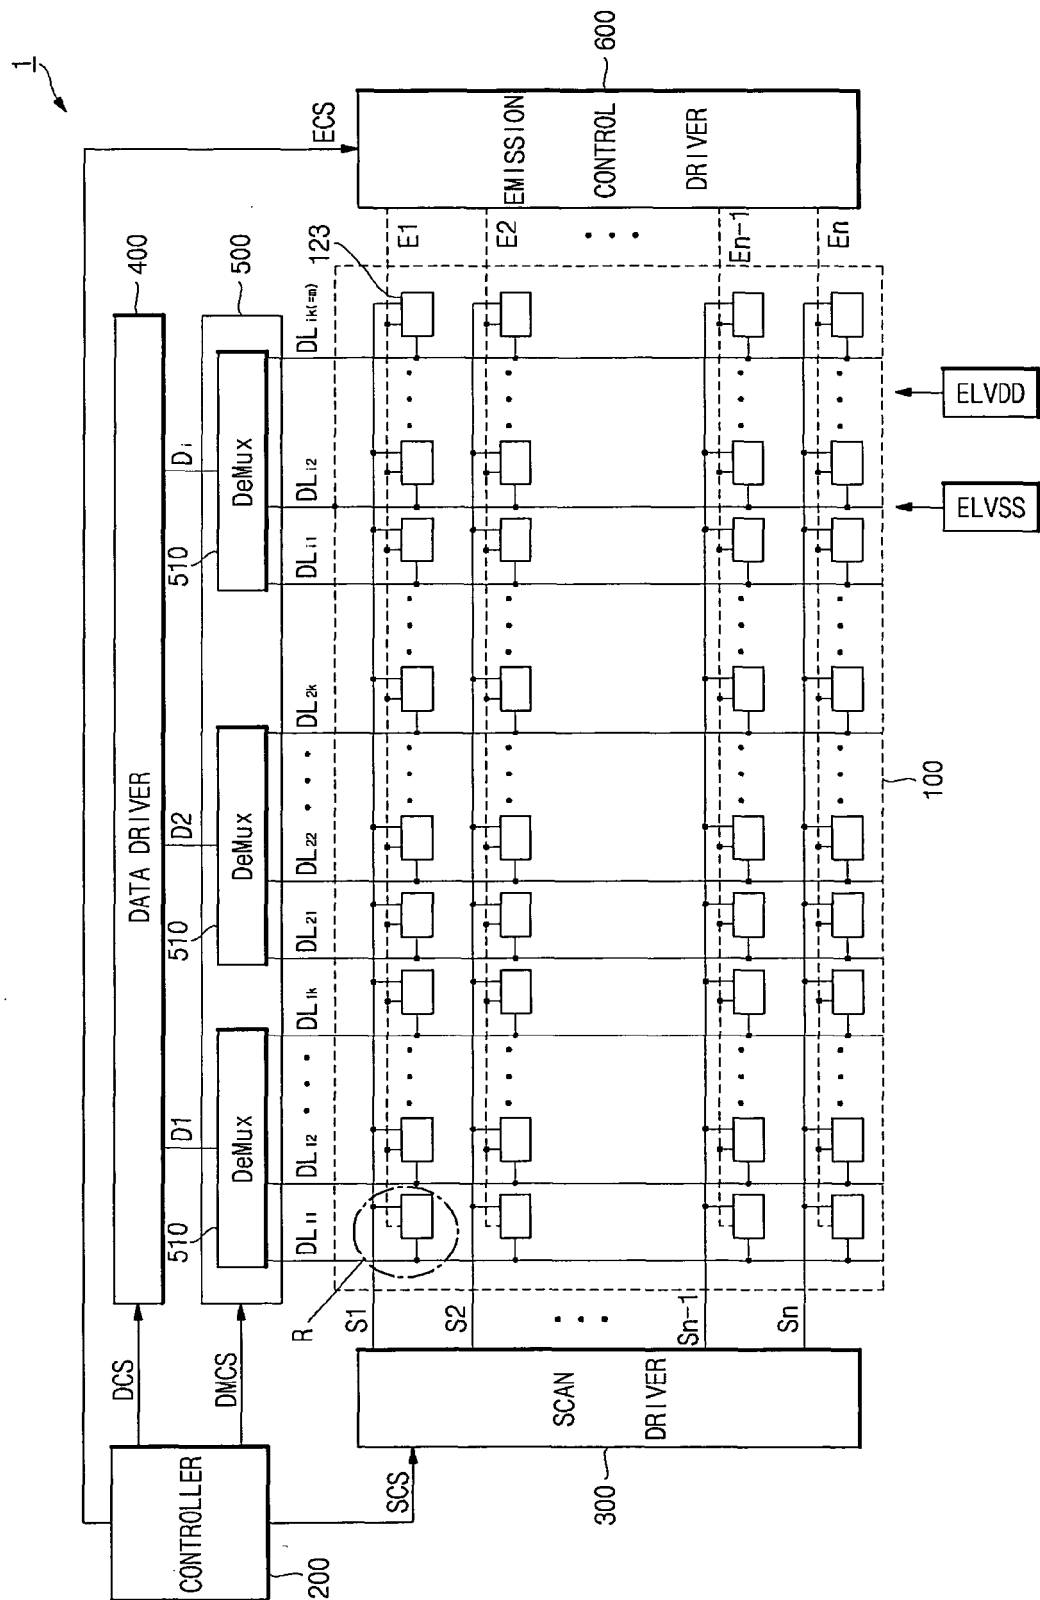 1
CONTROLLER
200
DCS
DMCS
SCS
ECS
DATA DRIVER
400
D1
D2
Di
500
510
DeMux
510
DeMux
510
DeMux
DL11
DL12
DL1k
DL21
DL22
DL2k
DLi1
DLi2
DLik(=m)
R
123
SCAN
DRIVER
300
S1
S2
Sn-1
Sn
EMISSION
CONTROL
DRIVER
600
E1
E2
En-1
En
100
ELVDD
ELVSS